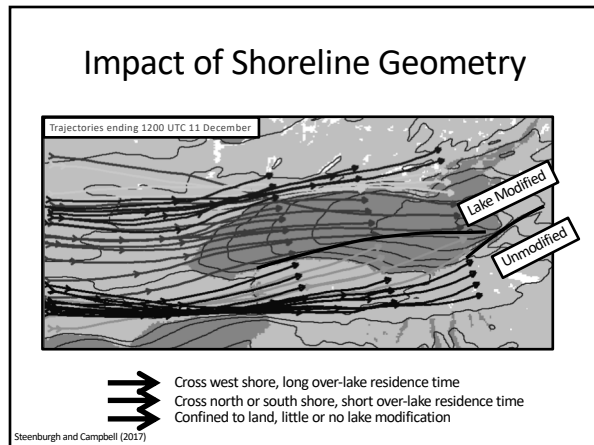 Impact of Shoreline Geometry
Trajectories ending 1200 UTC 11 December
Lake Modified
Unmodified
Cross west shore, long over-lake residence time
Cross north or south shore, short over-lake residence time
Confined to land, little or no lake modification
Steenburgh and Campbell (2017)